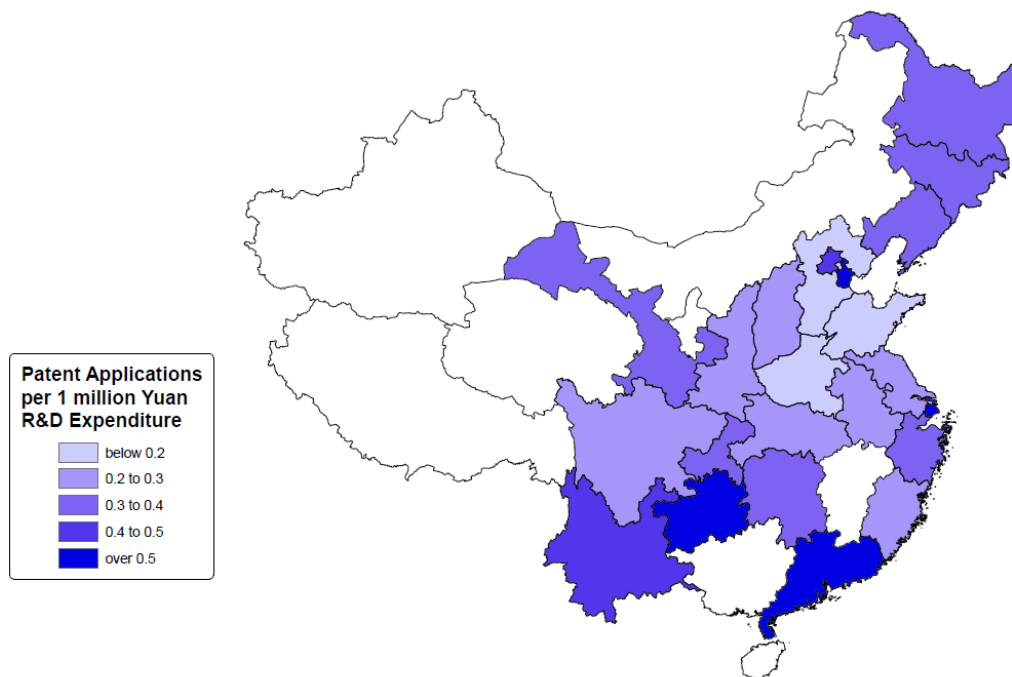 Patent Applications
per 1 million Yuan
R&D Expenditure
below 0.2
0.2 to 0.3
0.3 to 0.4
0.4 to 0.5
over 0.5